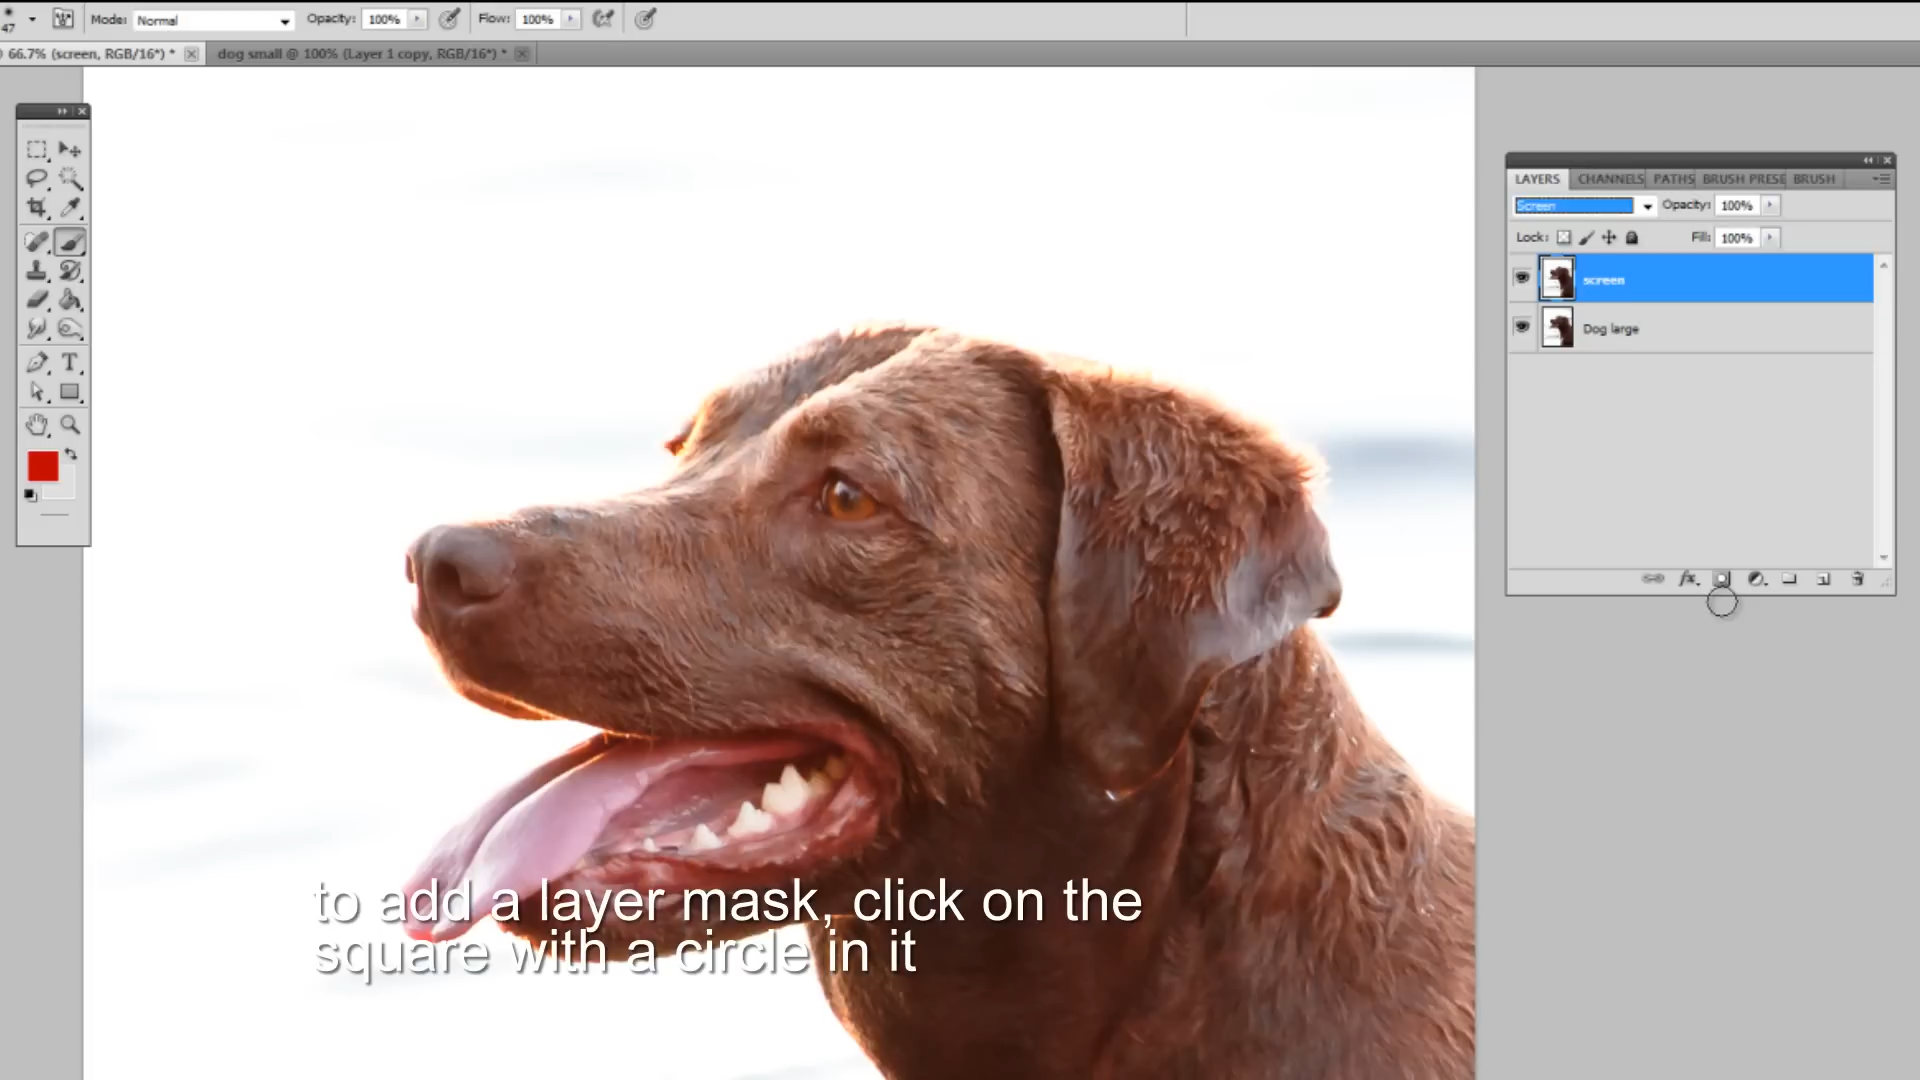 47 Mode: Normal Opacity: 100% Flow: 100%
66.7% (screen, RGB/16*) * dog small @ 100% (Layer 1 copy, RGB/16*) *
LAYERS CHANNELS PATHS BRUSH PRESE BRUSH
Screen Opacity: 100%
Lock: Fill: 100%
screen
Dog large
T
fx
to add a layer mask, click on the
square with a circle in it